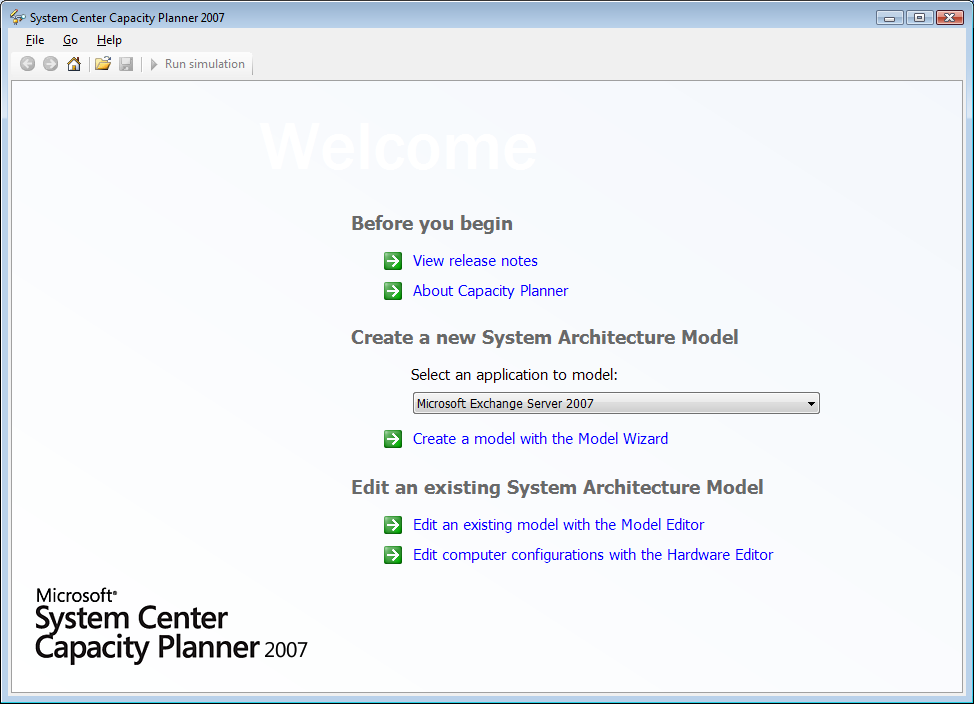 System Center Capacity Planner 2007
File Go Help
Run simulation
Welcome
Before you begin
View release notes
About Capacity Planner
Create a new System Architecture Model
Select an application to model:
Microsoft Exchange Server 2007
Create a model with the Model Wizard
Edit an existing System Architecture Model
Edit an existing model with the Model Editor
Edit computer configurations with the Hardware Editor
Microsoft®
System Center
Capacity Planner 2007